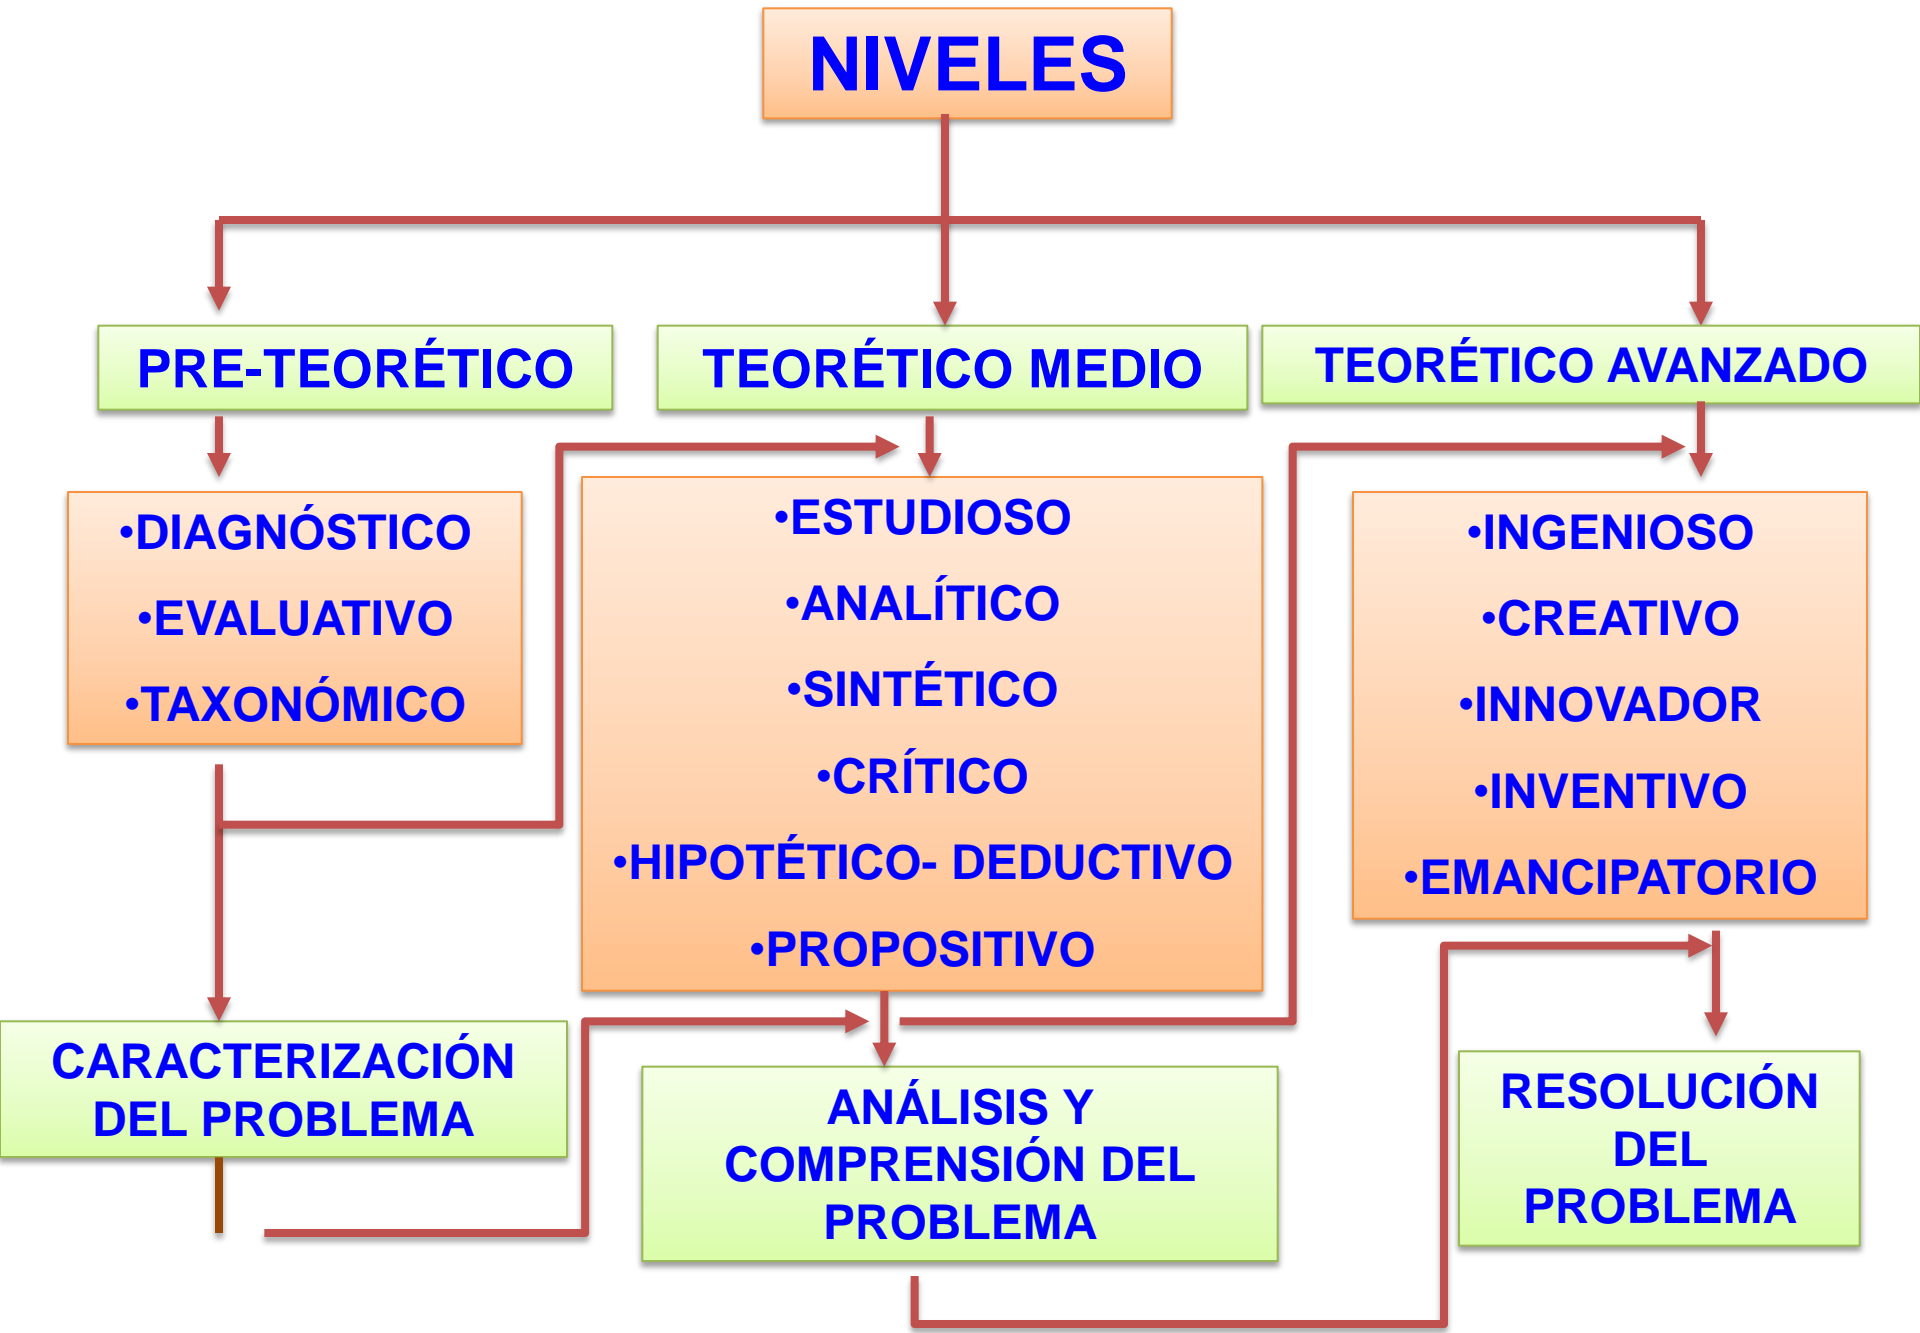 NIVELES
PRE-TEORÉTICO
TEORÉTICO MEDIO
TEORÉTICO AVANZADO
•DIAGNÓSTICO
•EVALUATIVO
•TAXONÓMICO
•ESTUDIOSO
•ANALÍTICO
•SINTÉTICO
•CRÍTICO
•HIPOTÉTICO- DEDUCTIVO
•PROPOSITIVO
•INGENIOSO
•CREATIVO
•INNOVADOR
•INVENTIVO
•EMANCIPATORIO
CARACTERIZACIÓN
DEL PROBLEMA
ANÁLISIS Y
COMPRENSIÓN DEL
PROBLEMA
RESOLUCIÓN
DEL
PROBLEMA